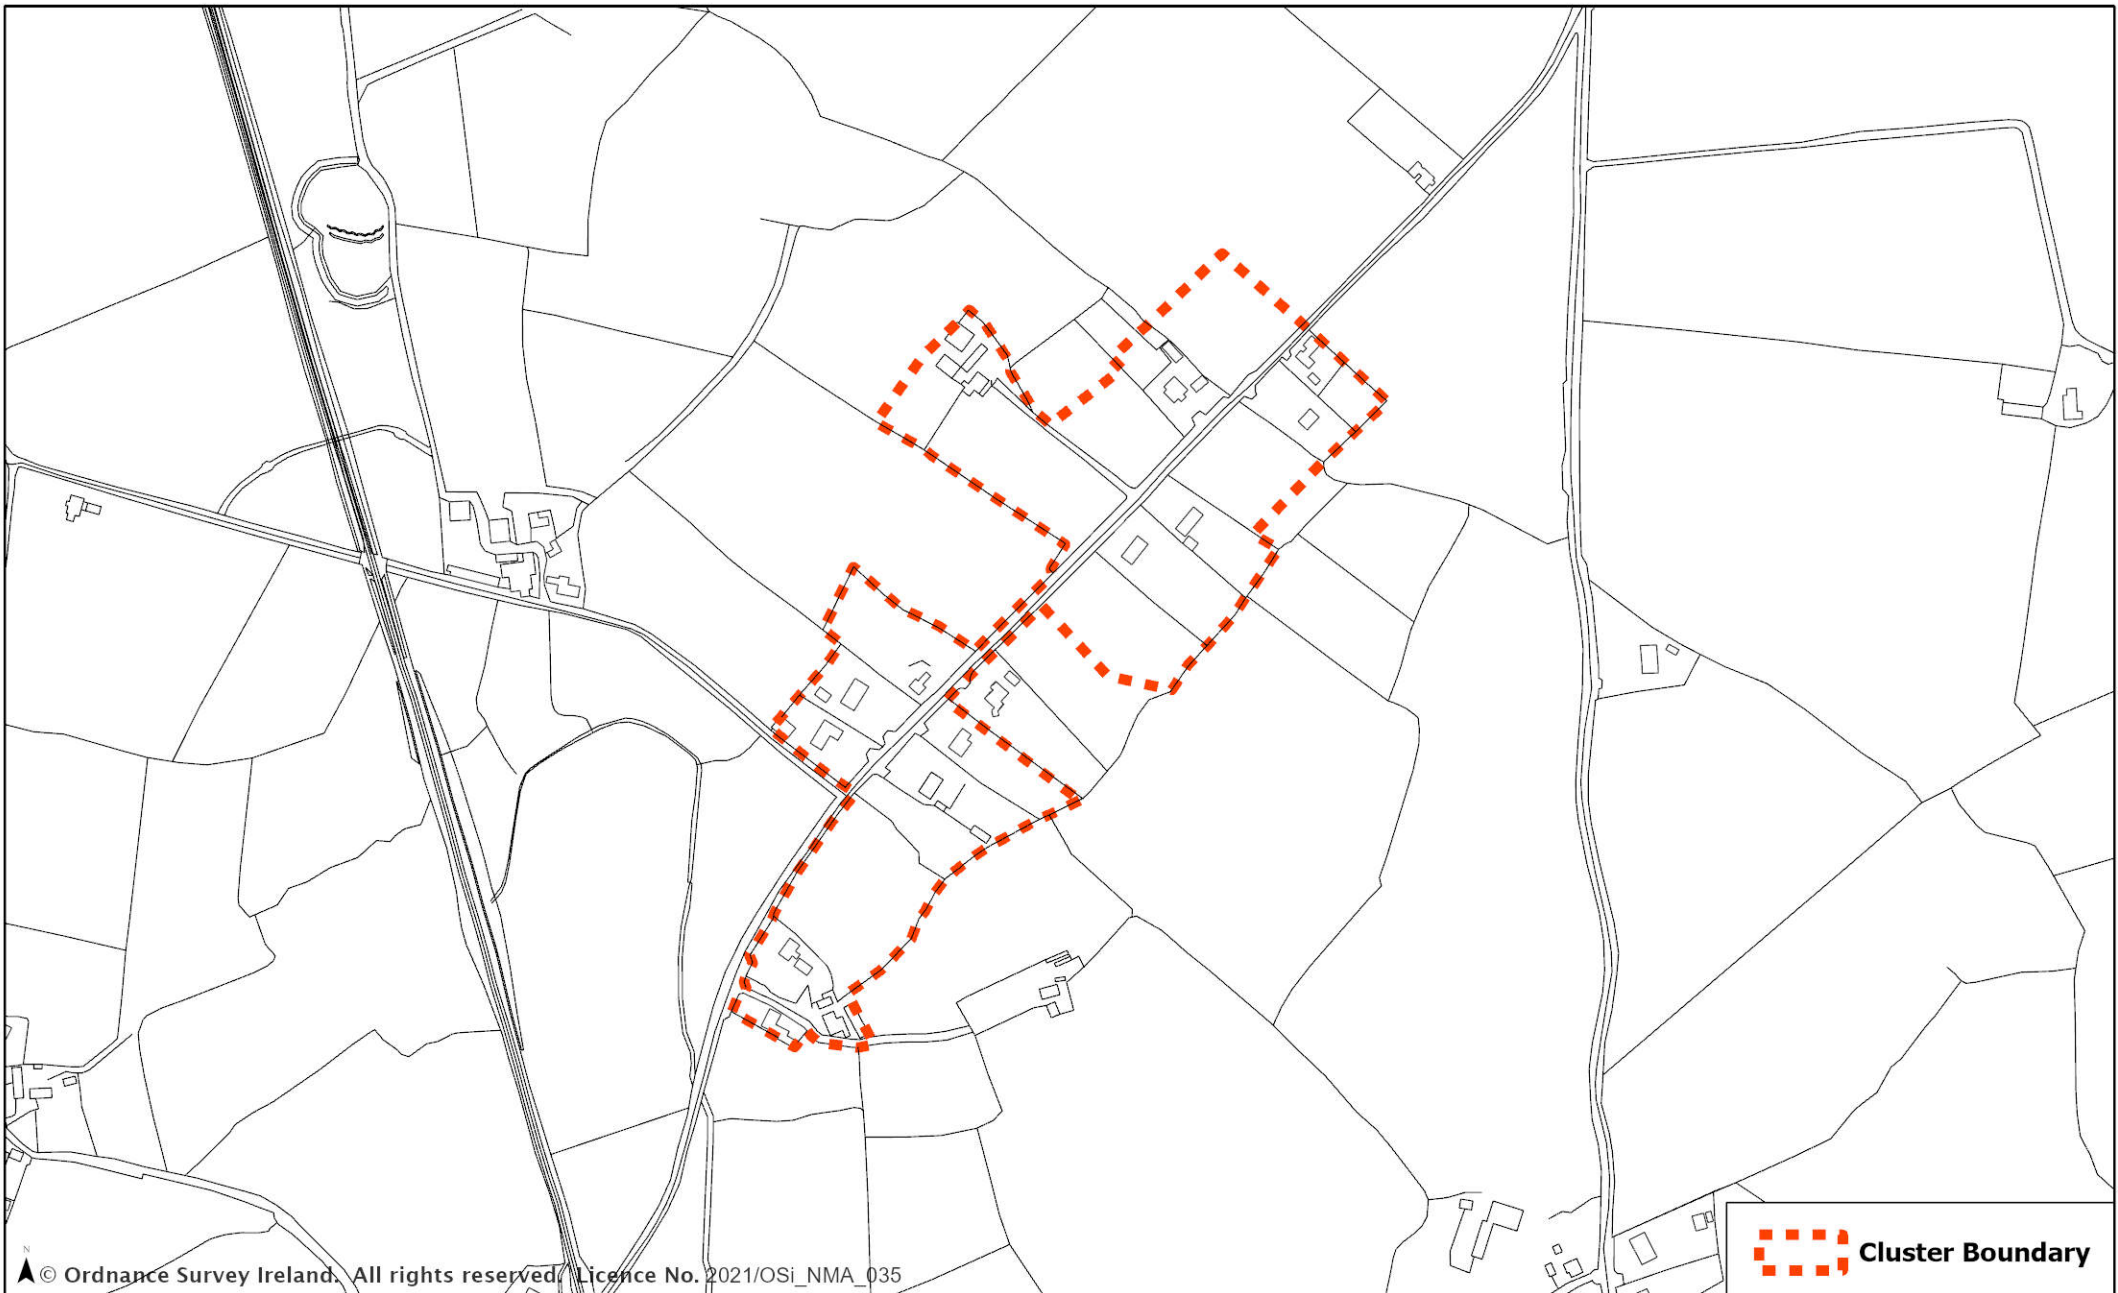 Cluster Boundary
N
© Ordnance Survey Ireland. All rights reserved. Licence No. 2021/OSi_NMA_035